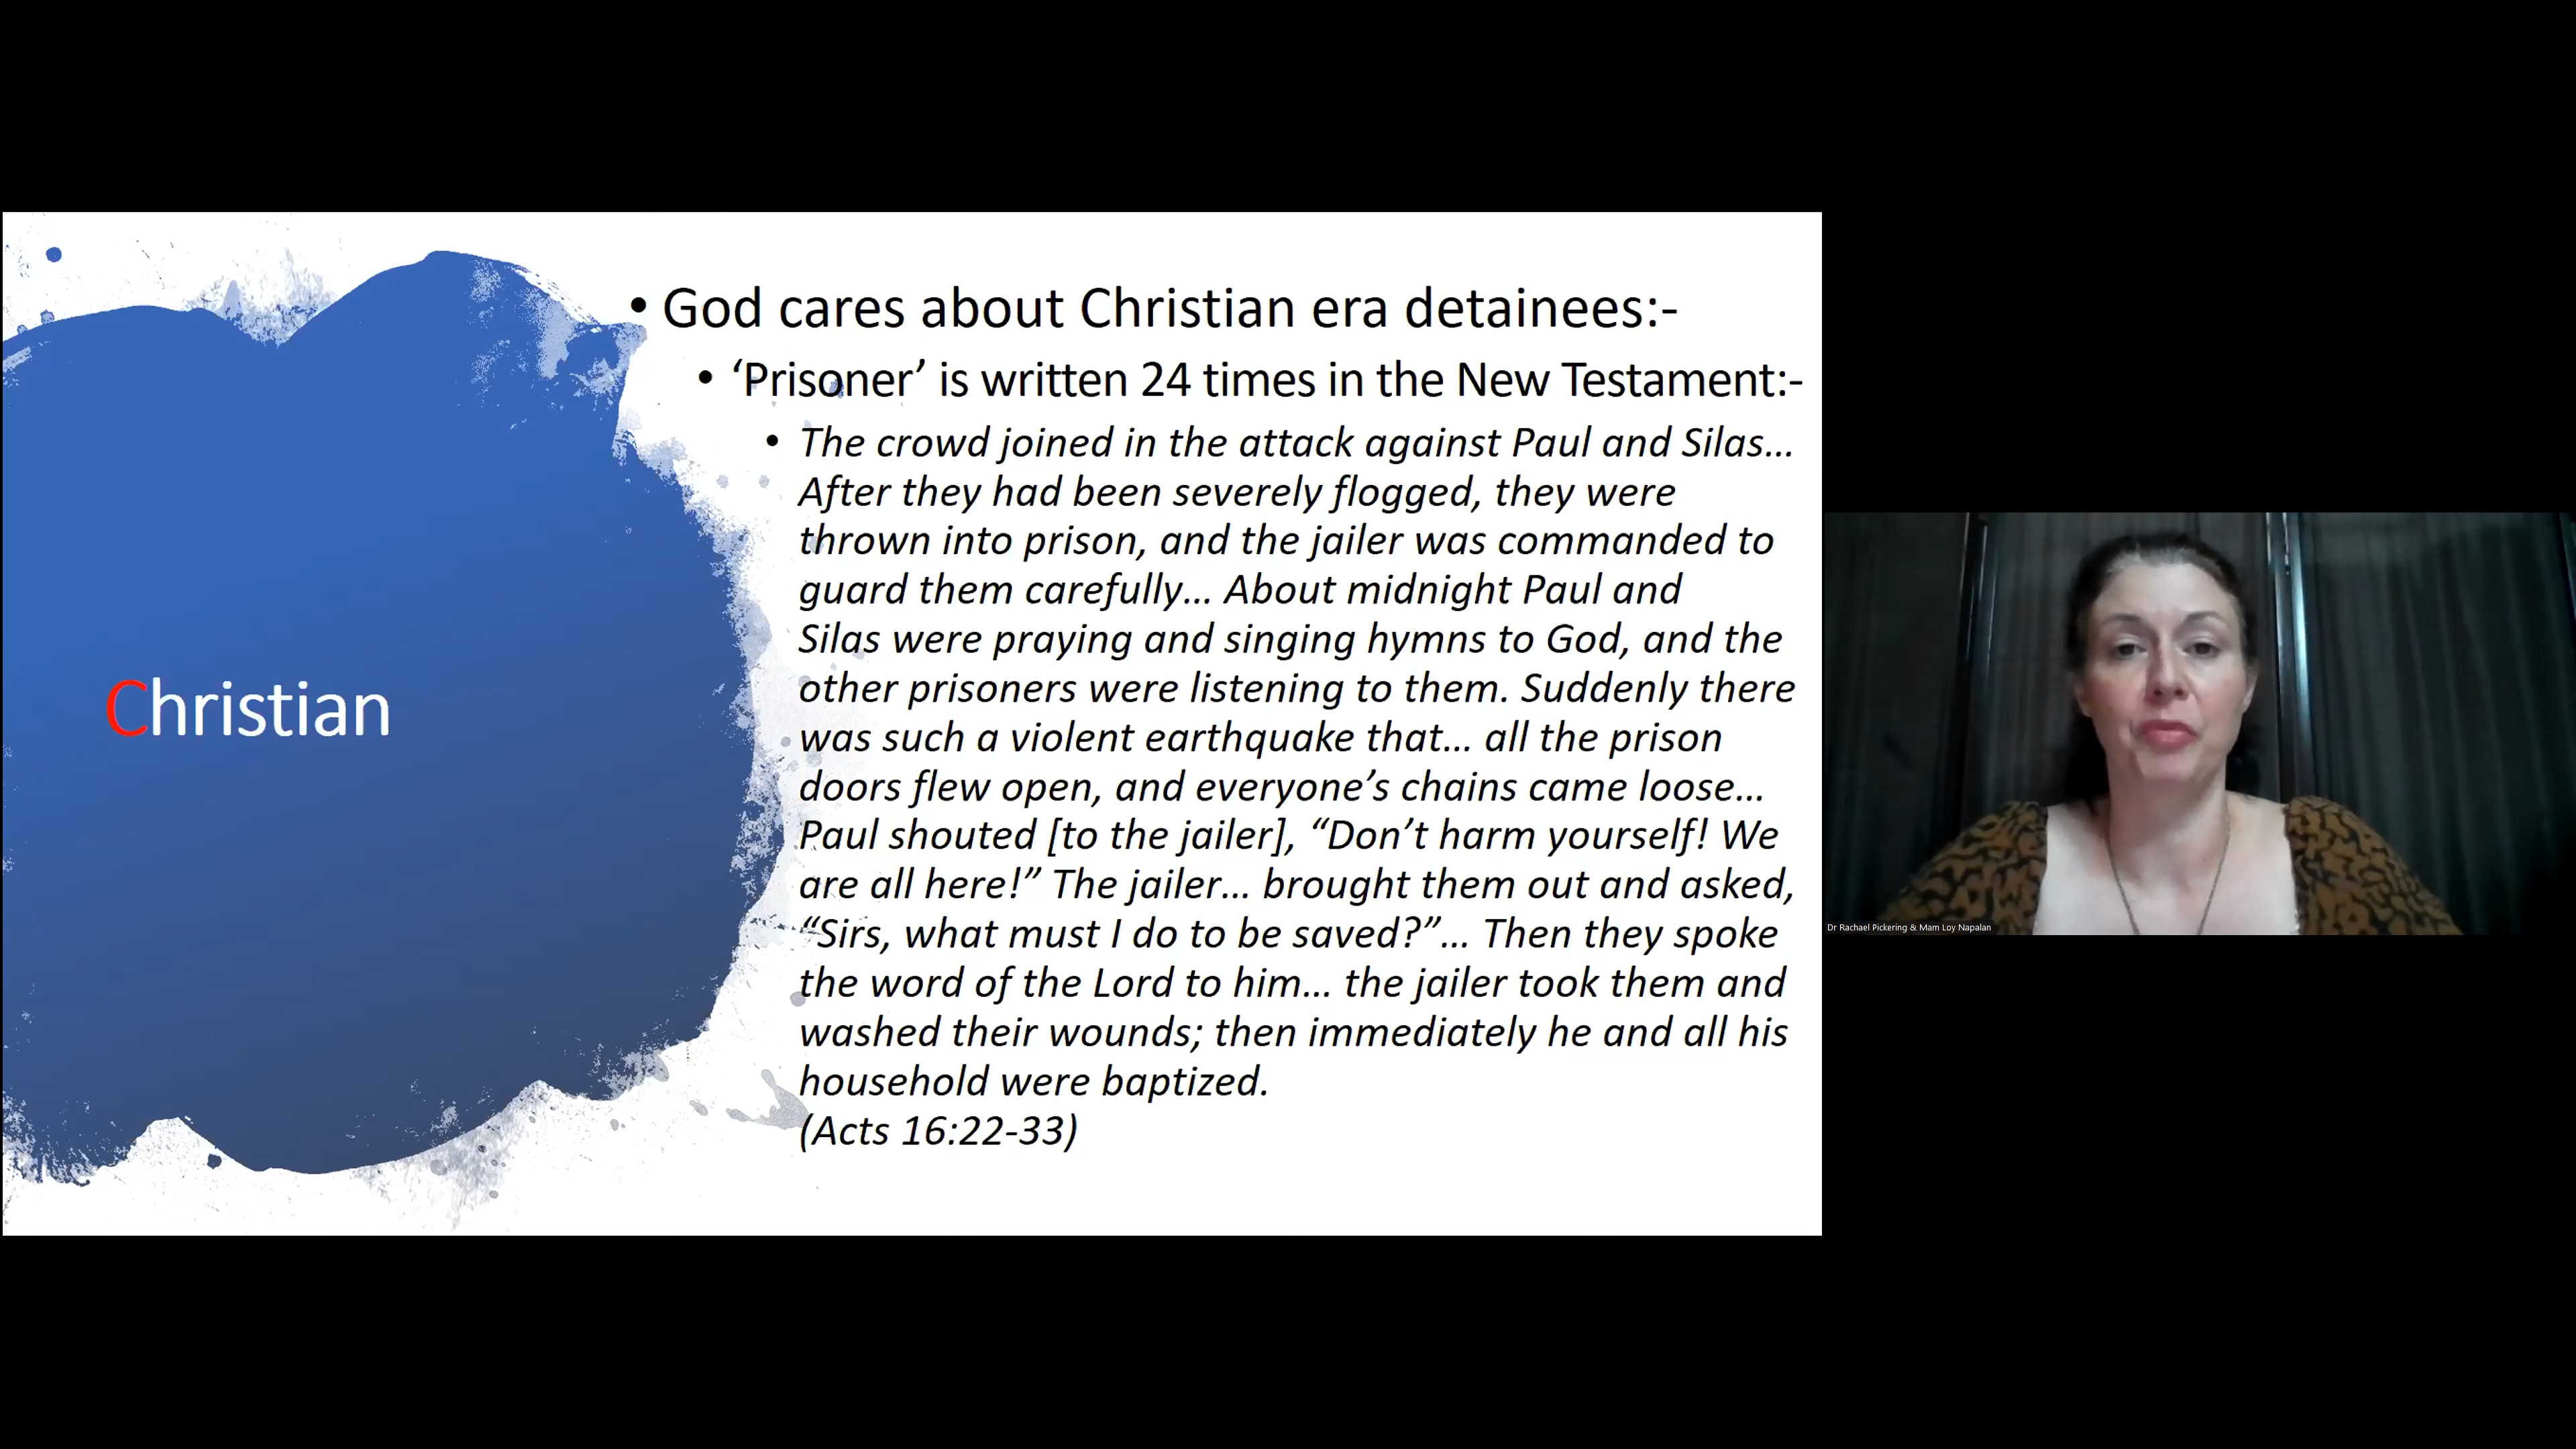 Christian
• God cares about Christian era detainees:-
• ‘Prisoner’ is written 24 times in the New Testament:-
• The crowd joined in the attack against Paul and Silas…
After they had been severely flogged, they were
thrown into prison, and the jailer was commanded to
guard them carefully… About midnight Paul and
Silas were praying and singing hymns to God, and the
other prisoners were listening to them. Suddenly there
was such a violent earthquake that… all the prison
doors flew open, and everyone’s chains came loose…
Paul shouted [to the jailer], “Don’t harm yourself! We
are all here!” The jailer… brought them out and asked,
“Sirs, what must I do to be saved?”… Then they spoke
the word of the Lord to him… the jailer took them and
washed their wounds; then immediately he and all his
household were baptized.
(Acts 16:22-33)
Dr Rachael Pickering & Mam Loy Napalan